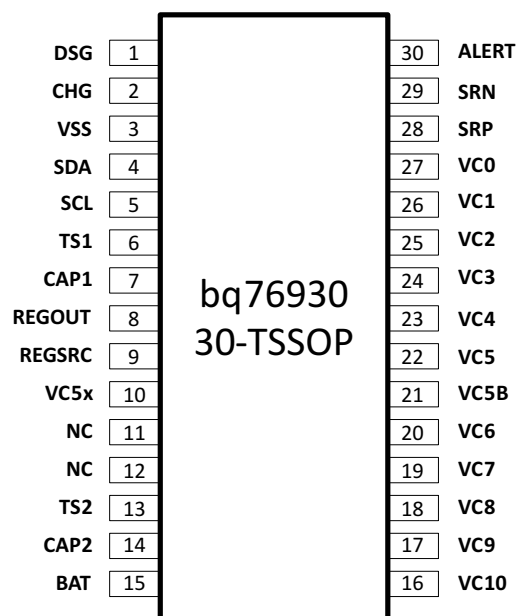 DSG 1 30 ALERT
CHG 2 29 SRN
VSS 3 28 SRP
SDA 4 27 VC0
SCL 5 26 VC1
TS1 6 25 VC2
CAP1 7 24 VC3
bq76930
REGOUT 8 23 VC4
30-TSSOP
REGSRC 9 22 VC5
VC5x 10 21 VC5B
NC 11 20 VC6
NC 12 19 VC7
TS2 13 18 VC8
CAP2 14 17 VC9
BAT 15 16 VC10